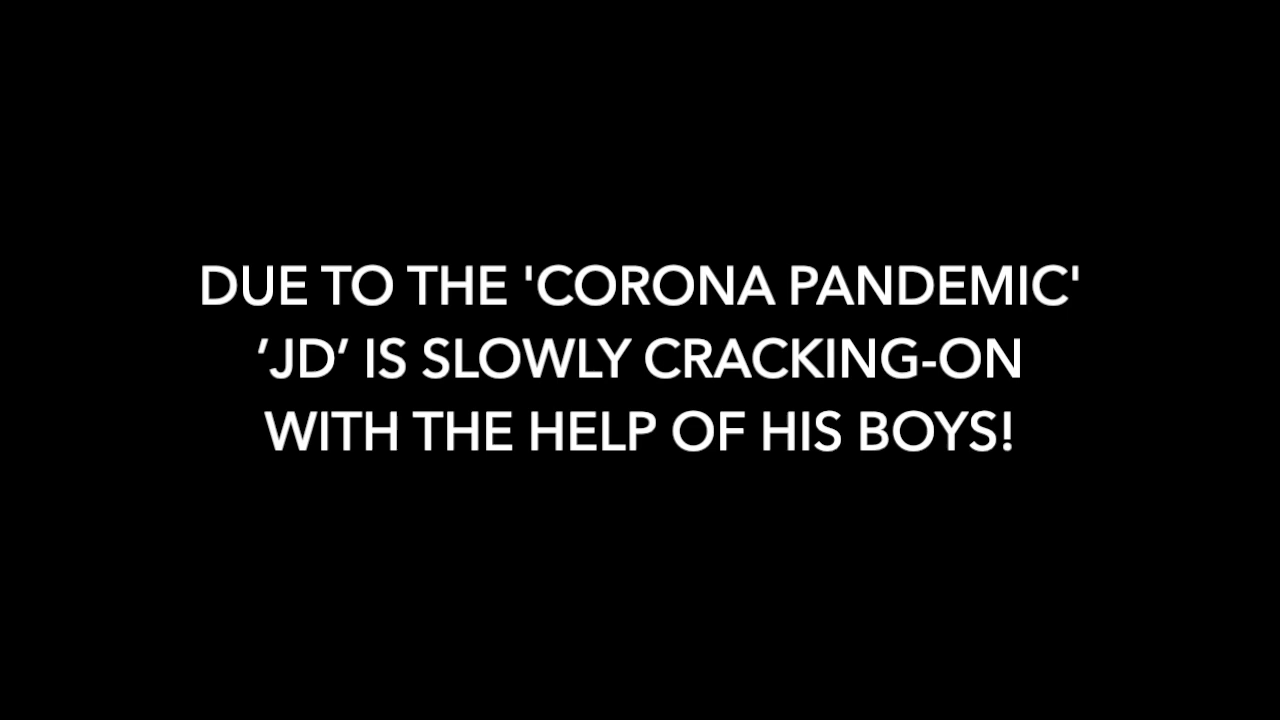 DUE TO THE 'CORONA PANDEMIC'
’JD’ IS SLOWLY CRACKING-ON
WITH THE HELP OF HIS BOYS!